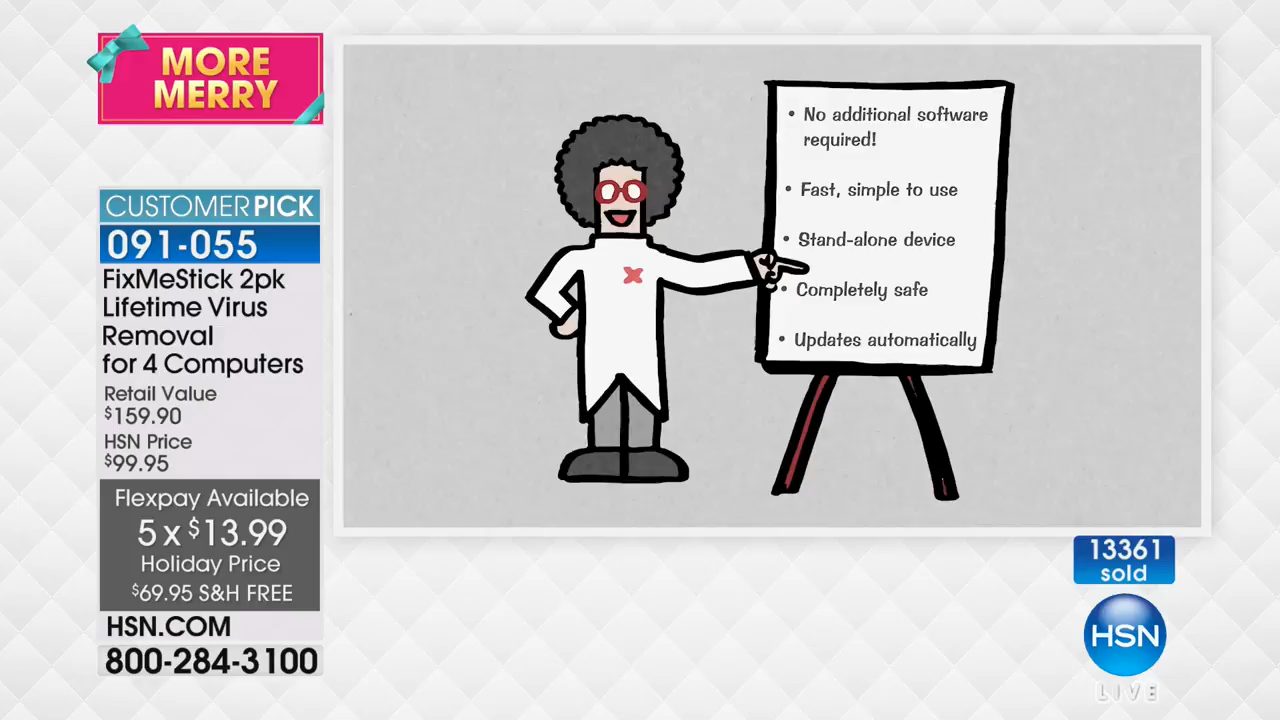 MORE
MERRY
CUSTOMER PICK
091-055
FixMeStick 2pk
Lifetime Virus
Removal
for 4 Computers
Retail Value
$159.90
HSN Price
$99.95
Flexpay Available
5 x $13.99
Holiday Price
$69.95 S&H FREE
HSN.COM
800-284-3100
• No additional software
required!
• Fast, simple to use
• Stand-alone device
• Completely safe
• Updates automatically
13361
sold
HSN
LIVE